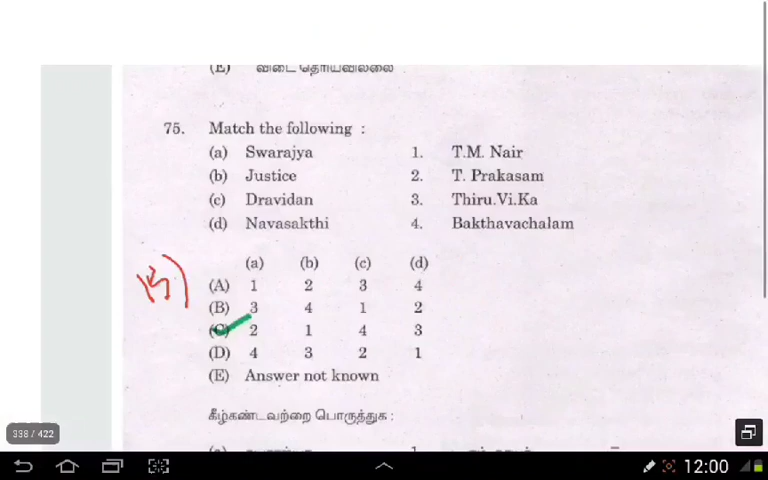 (E) விடை தெரியவில்லை
75. Match the following :
(a) Swarajya 1. T.M. Nair
(b) Justice 2. T. Prakasam
(c) Dravidan 3. Thiru.Vi.Ka
(d) Navasakthi 4. Bakthavachalam
(a) (b) (c) (d)
(A) 1 2 3 4
(B) 3 4 1 2
(C) 2 1 4 3
(D) 4 3 2 1
(E) Answer not known
கீழ்கண்டவற்றை பொருத்துக :
338 / 422
12:00